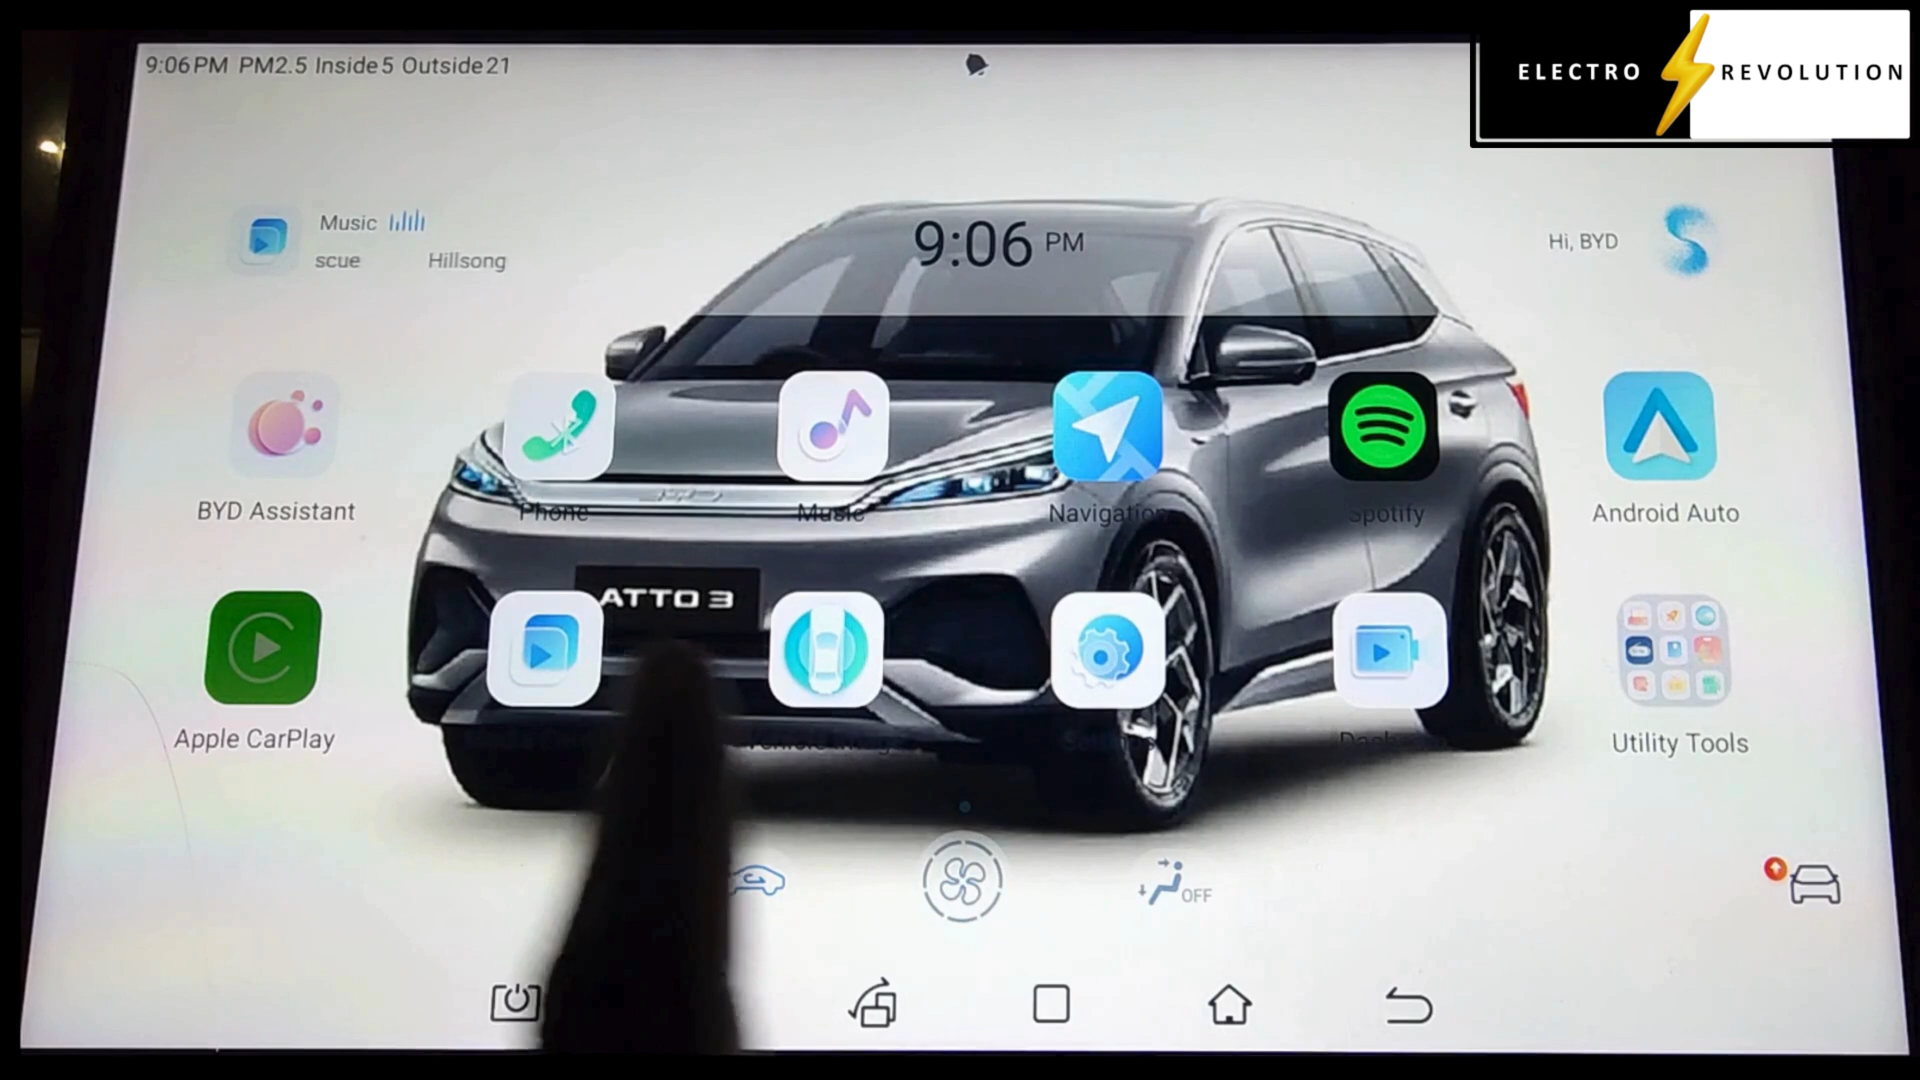 9:06 PM PM2.5 Inside 5 Outside 21
ELECTRO REVOLUTION
Music
scue Hillsong
9:06 PM
Hi, BYD
BYD Assistant
Phone
Music
Navigation
Spotify
Android Auto
ATTO 3
Apple CarPlay
Utility Tools
OFF